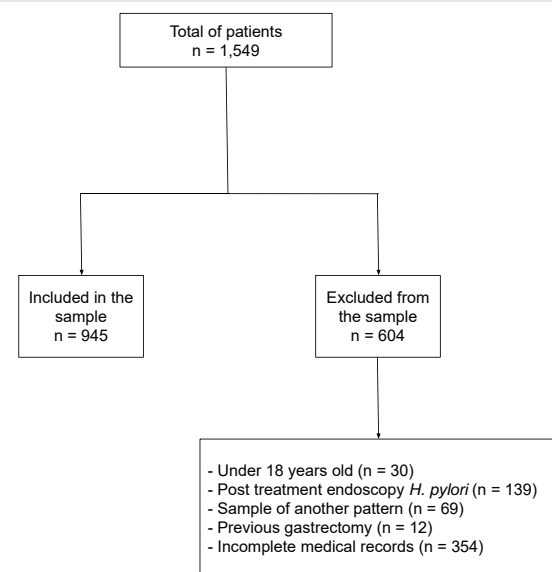 Total of patients
n = 1,549
Included in the
sample
n = 945
Excluded from
the sample
n = 604
- Under 18 years old (n = 30)
- Post treatment endoscopy H. pylori (n = 139)
- Sample of another pattern (n = 69)
- Previous gastrectomy (n = 12)
- Incomplete medical records (n = 354)